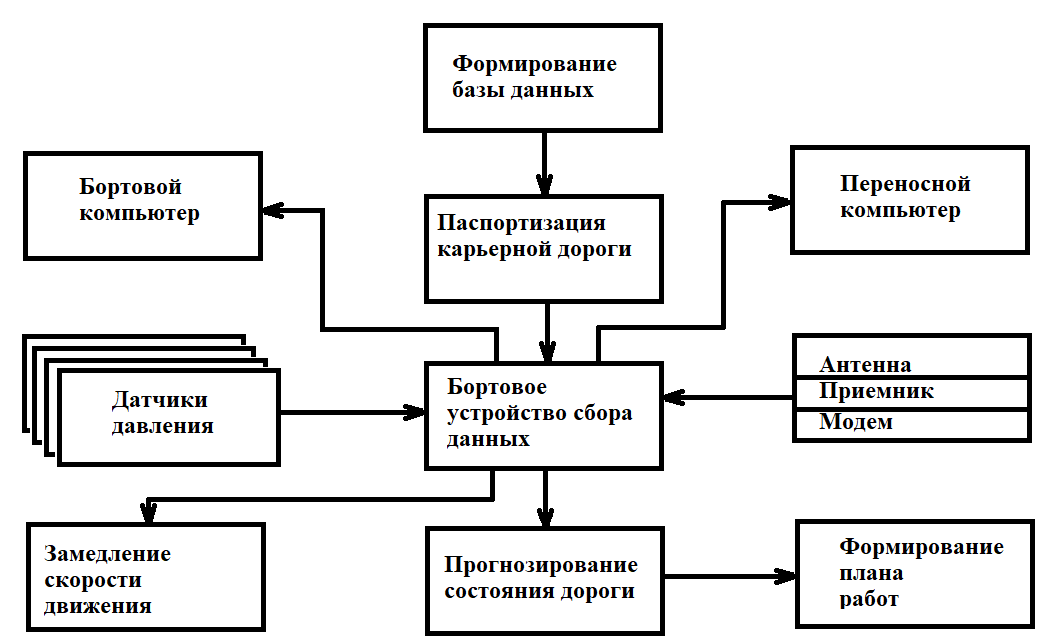 Формирование
базы данных
Бортовой
компьютер
Паспортизация
карьерной дороги
Переносной
компьютер
Датчики
давления
Бортовое
устройство сбора
данных
Антенна
Приемник
Модем
Замедление
скорости
движения
Прогнозирование
состояния дороги
Формирование
плана
работ